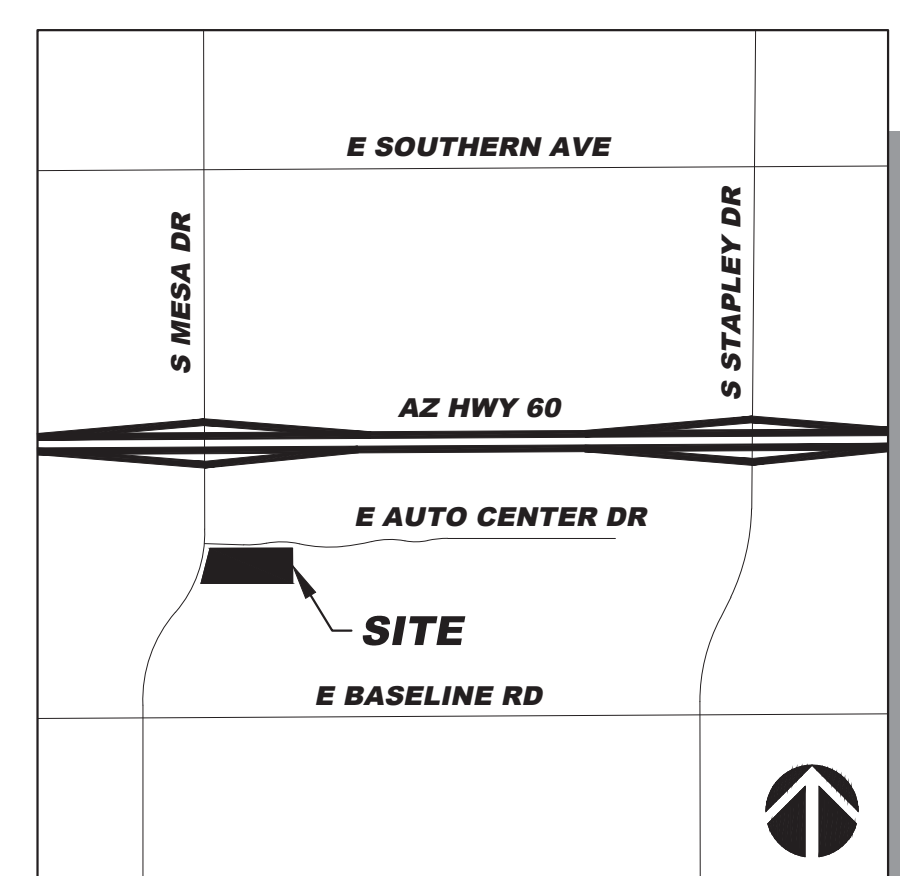 E SOUTHERN AVE
S MESA DR
S STAPLEY DR
AZ HWY 60
E AUTO CENTER DR
SITE
E BASELINE RD